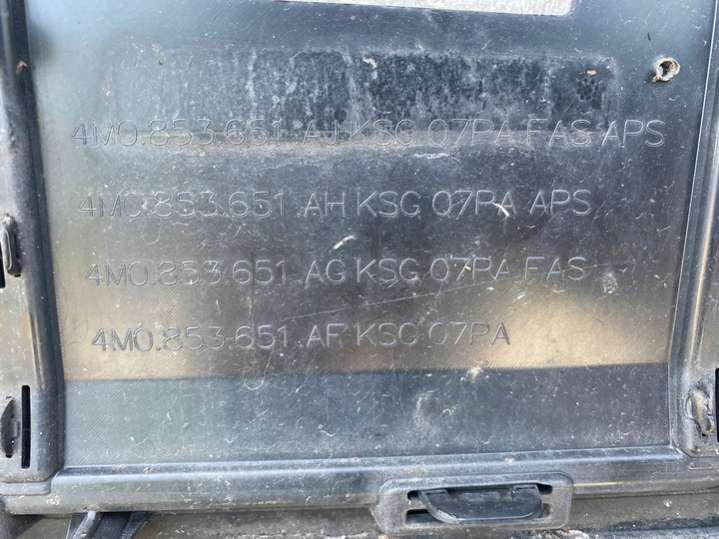 4M0.853.651 AJ KSG 07PA FAS APS
4M0.853.651 AH KSG 07PA APS
4M0.853.651 AG KSG 07PA FAS
4M0.853.651 AF KSG 07PA